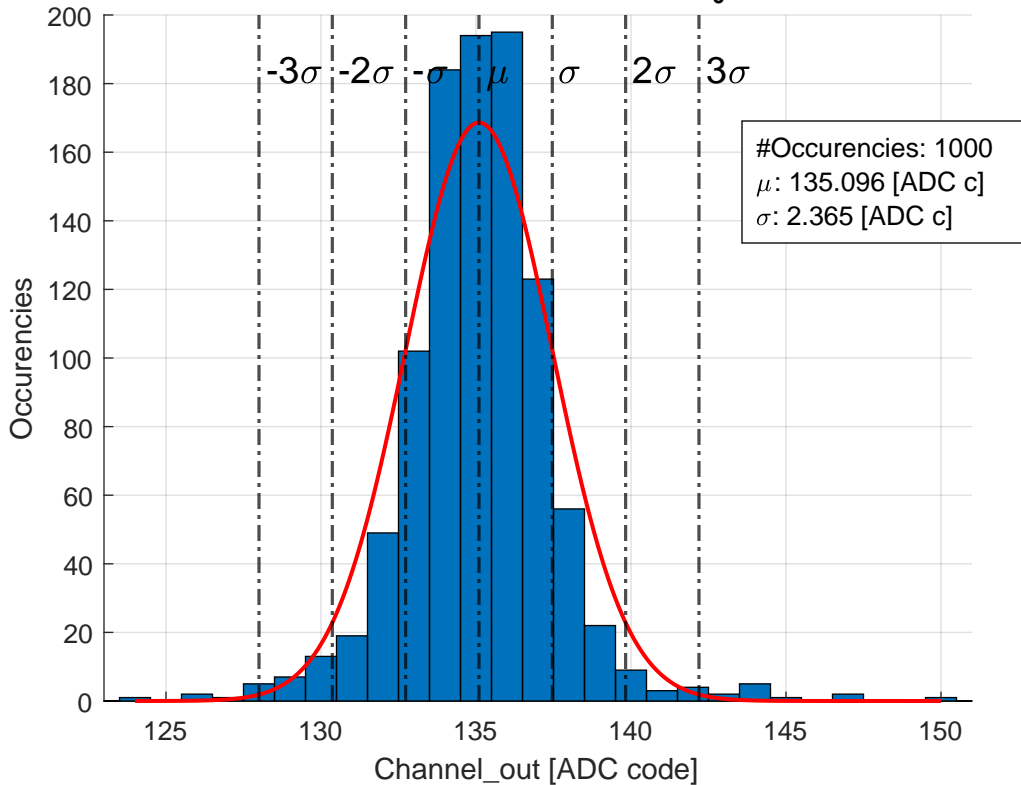 200
-3σ
-2σ
-σ
μ
σ
2σ
3σ
180
160
#Occurencies: 1000
μ: 135.096 [ADC c]
σ: 2.365 [ADC c]
140
120
100
80
60
40
20
0
Occurencies
125
130
135
140
145
150
Channel_out [ADC code]